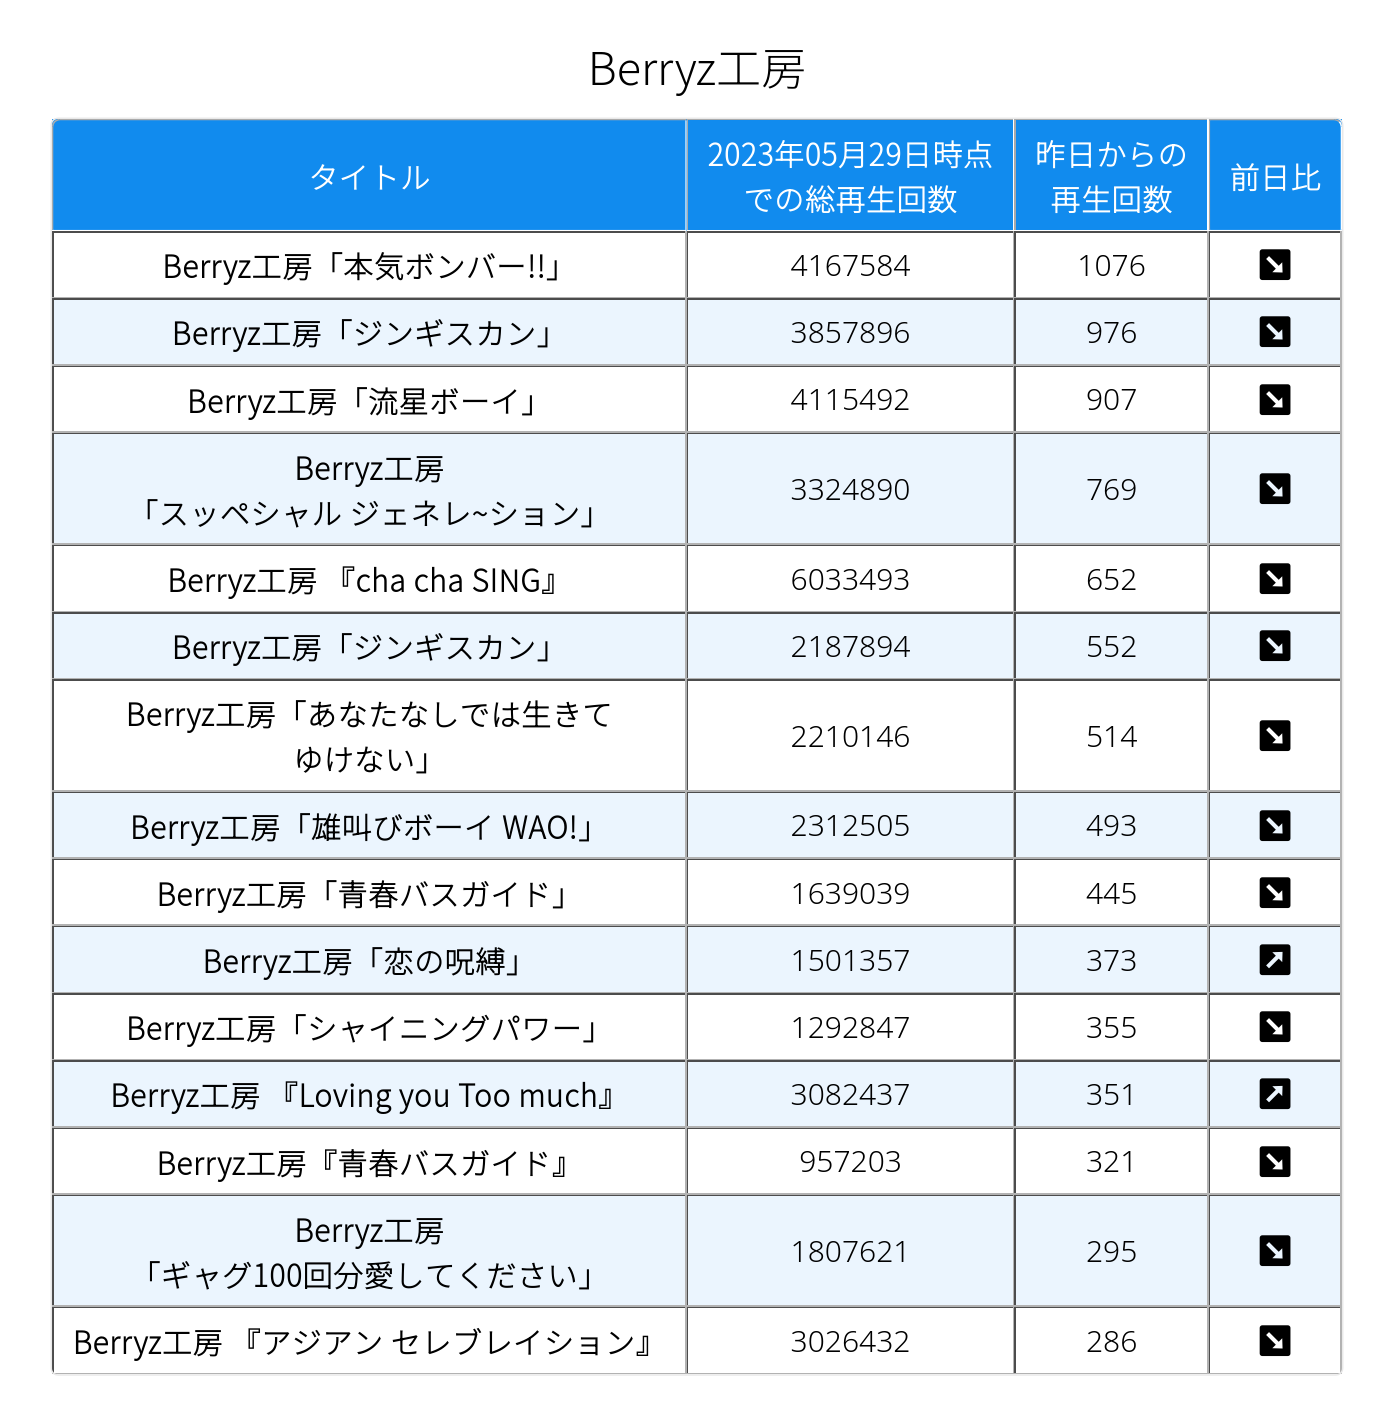 Berryz工房
タイトル
2023年05月29日時点
での総再生回数
昨日からの
再生回数
前日比
Berryz工房「本気ボンバー!!」 4167584 1076 ↘
Berryz工房「ジンギスカン」 3857896 976 ↘
Berryz工房「流星ボーイ」 4115492 907 ↘
Berryz工房
「スッペシャル ジェネレ~ション」 3324890 769 ↘
Berryz工房 『cha cha SING』 6033493 652 ↘
Berryz工房「ジンギスカン」 2187894 552 ↘
Berryz工房「あなたなしでは生きて
ゆけない」 2210146 514 ↘
Berryz工房「雄叫びボーイ WAO!」 2312505 493 ↘
Berryz工房「青春バスガイド」 1639039 445 ↘
Berryz工房「恋の呪縛」 1501357 373 ↗
Berryz工房「シャイニングパワー」 1292847 355 ↘
Berryz工房 『Loving you Too much』 3082437 351 ↗
Berryz工房『青春バスガイド』 957203 321 ↘
Berryz工房
「ギャグ100回分愛してください」 1807621 295 ↘
Berryz工房 『アジアン セレブレイション』 3026432 286 ↘